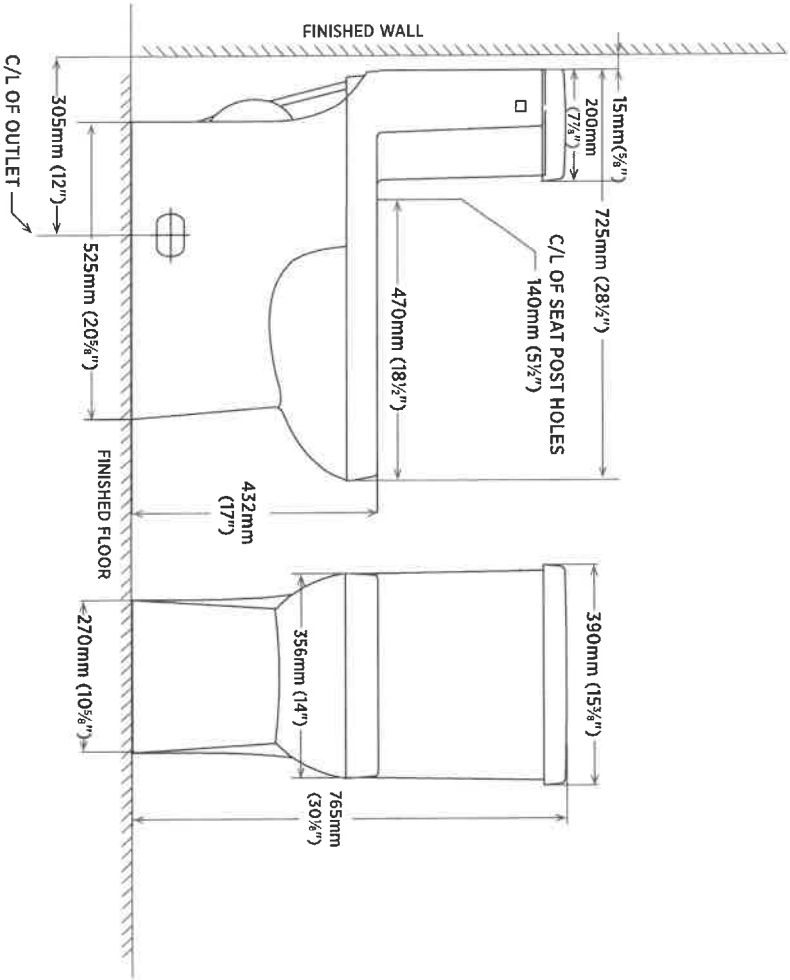 FINISHED WALL
15mm(⅝")
200mm
(7⅞")
725mm (28½")
C/L OF SEAT POST HOLES
140mm (5½")
470mm (18½")
C/L OF OUTLET
305mm (12")
525mm (20⅝")
432mm
(17")
FINISHED FLOOR
390mm (15⅜")
356mm (14")
270mm (10⅝")
765mm
(30⅛")